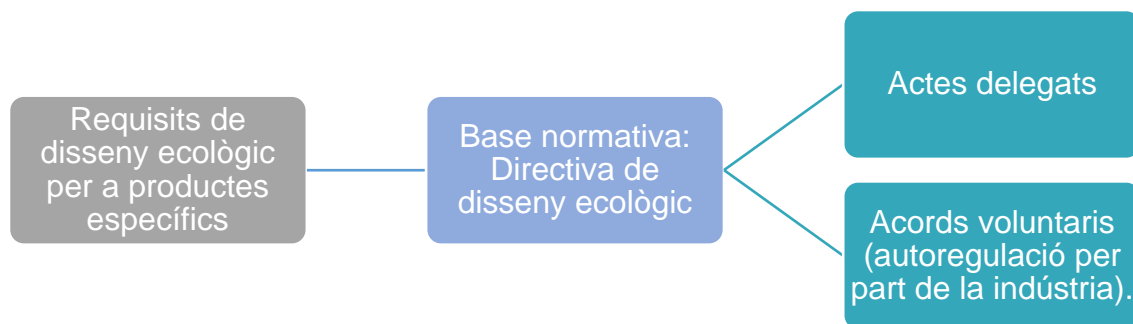 Requisits de
disseny ecològic
per a productes
específics
Base normativa:
Directiva de
disseny ecològic
Actes delegats
Acords voluntaris
(autoregulació per
part de la indústria).